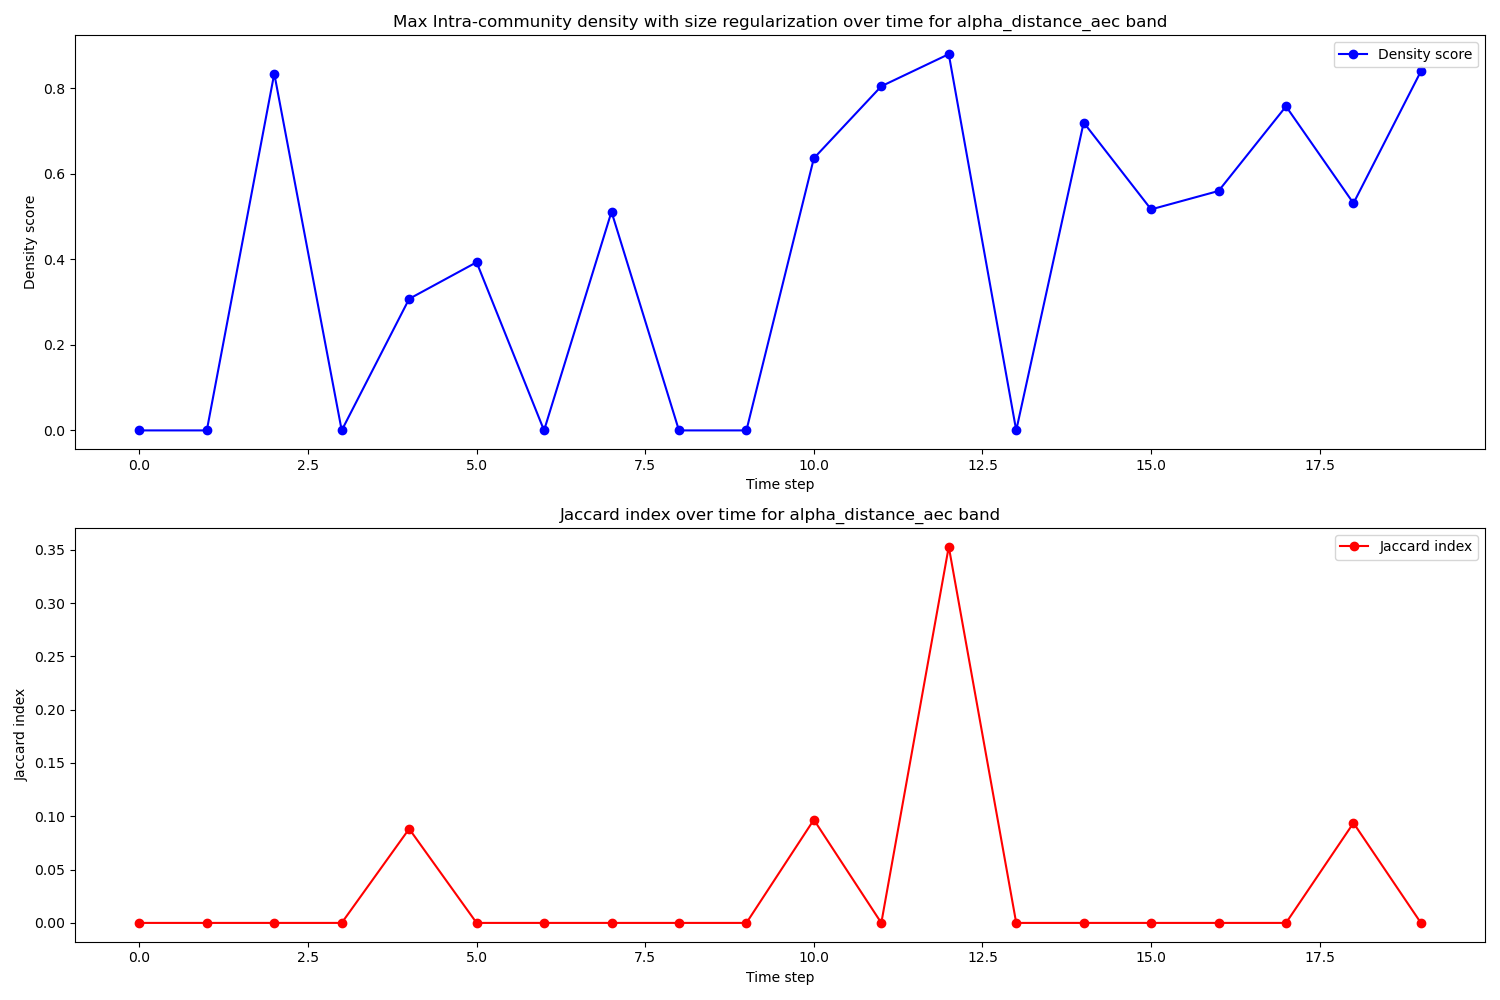 Max Intra-community density with size regularization over time for alpha_distance_aec band
Density score
0.8
0.6
0.4
0.2
0.0
Density score
0.0 2.5 5.0 7.5 10.0 12.5 15.0 17.5
Time step
Jaccard index over time for alpha_distance_aec band
Jaccard index
0.35
0.30
0.25
0.20
0.15
0.10
0.05
0.00
Jaccard index
0.0 2.5 5.0 7.5 10.0 12.5 15.0 17.5
Time step